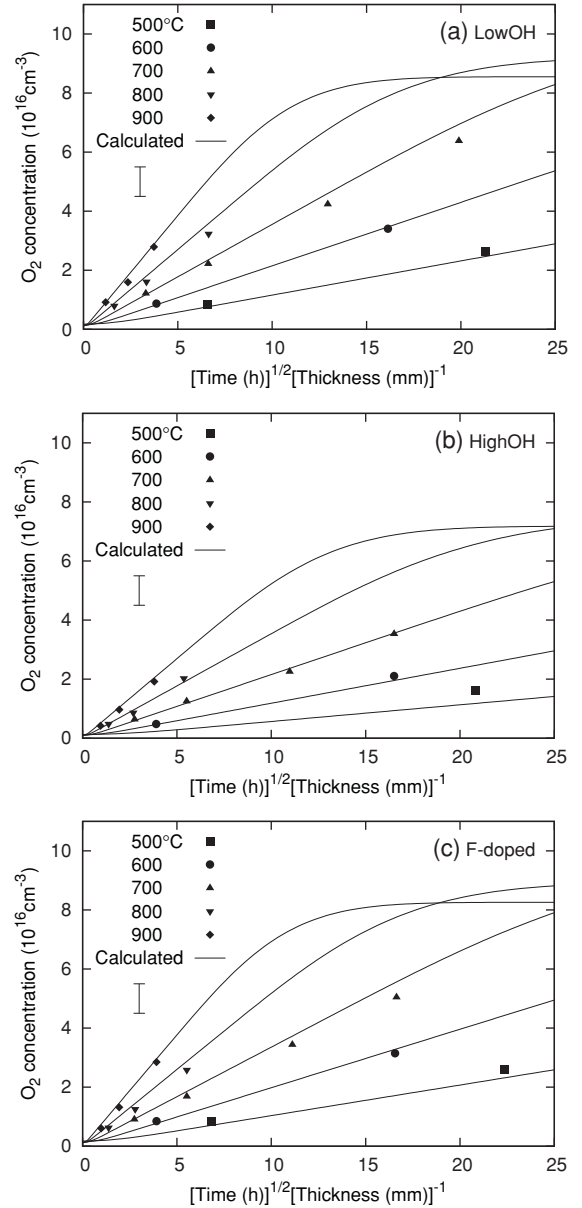 (a) LowOH
500°C
600
700
800
900
Calculated
O2 concentration (10^16cm^-3)
10
8
6
4
2
0
0 5 10 15 20 25
[Time (h)]^1/2[Thickness (mm)]^-1
(b) HighOH
500°C
600
700
800
900
Calculated
O2 concentration (10^16cm^-3)
10
8
6
4
2
0
0 5 10 15 20 25
[Time (h)]^1/2[Thickness (mm)]^-1
(c) F-doped
500°C
600
700
800
900
Calculated
O2 concentration (10^16cm^-3)
10
8
6
4
2
0
0 5 10 15 20 25
[Time (h)]^1/2[Thickness (mm)]^-1